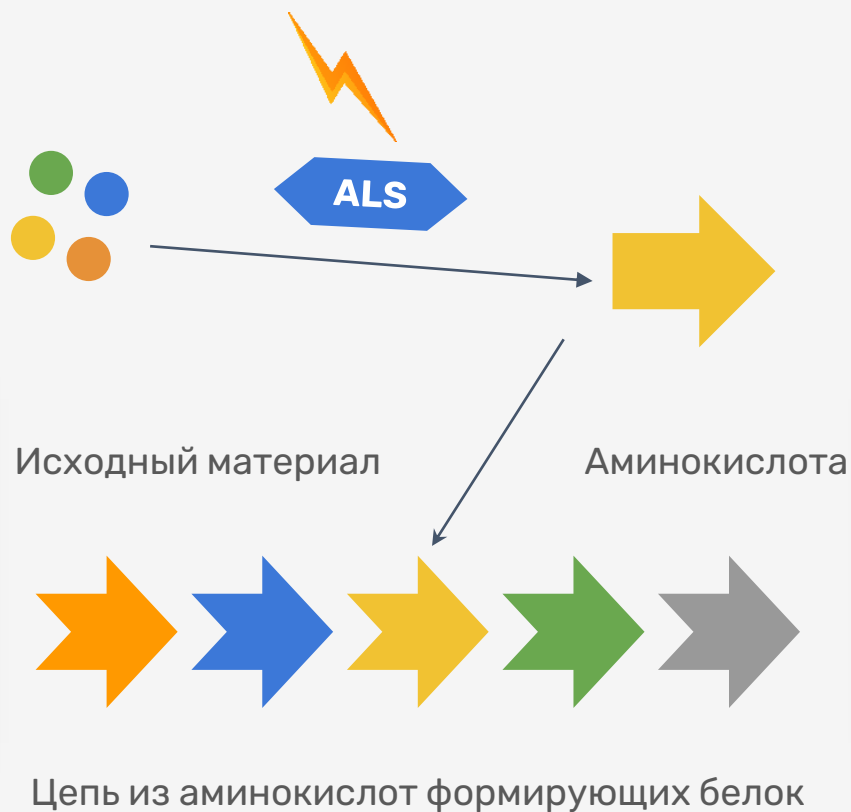 ALS
Исходный материал
Аминокислота
Цепь из аминокислот формирующих белок